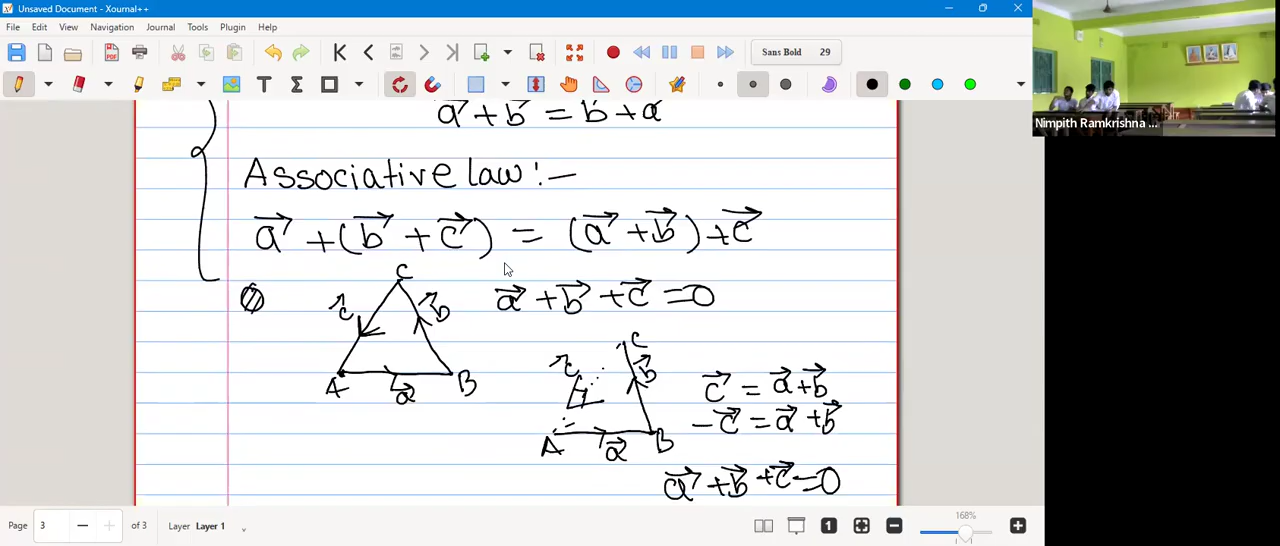 Unsaved Document - Xournal++
File Edit View Navigate Journal Tools Plugin Help
Sans Bold 29
Nimpith Ramkrishna ...
a⃗ + b⃗ = b⃗ + a⃗
Associative law :-
a⃗ + (b⃗ + c⃗) = (a⃗ + b⃗) + c⃗
C
c⃗ b⃗
A a⃗ B
a⃗ + b⃗ + c⃗ = 0
C
c⃗ b⃗
A a⃗ B
c⃗ = a⃗ + b⃗
-c⃗ = a⃗ + b⃗
a⃗ + b⃗ + c⃗ = 0
Page 3 of 3 Layer Layer 1 168%